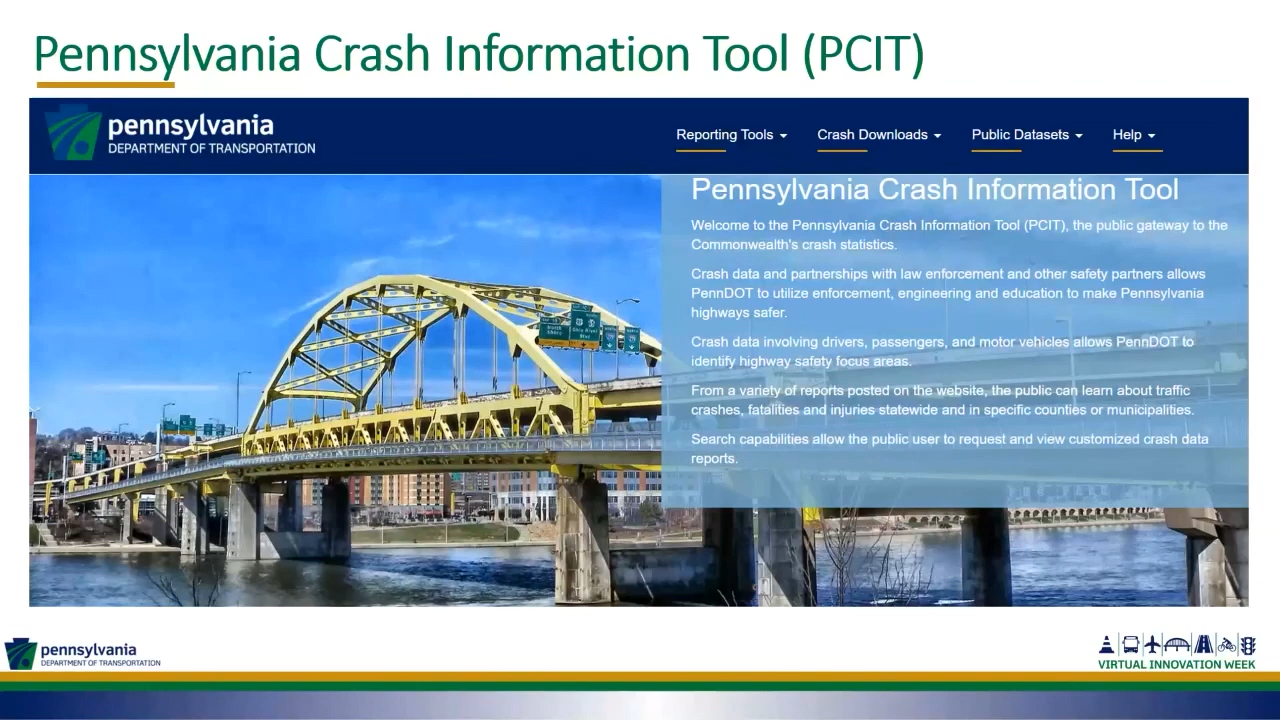 Pennsylvania Crash Information Tool (PCIT)
pennsylvania
DEPARTMENT OF TRANSPORTATION
Reporting Tools
Crash Downloads
Public Datasets
Help
Pennsylvania Crash Information Tool
Welcome to the Pennsylvania Crash Information Tool (PCIT), the public gateway to the
Commonwealth's crash statistics.
Crash data and partnerships with law enforcement and other safety partners allows
PennDOT to utilize enforcement, engineering and education to make Pennsylvania
highways safer.
Crash data involving drivers, passengers, and motor vehicles allows PennDOT to
identify highway safety focus areas.
From a variety of reports posted on the website, the public can learn about traffic
crashes, fatalities and injuries statewide and in specific counties or municipalities.
Search capabilities allow the public user to request and view customized crash data
reports.
pennsylvania
DEPARTMENT OF TRANSPORTATION
VIRTUAL INNOVATION WEEK